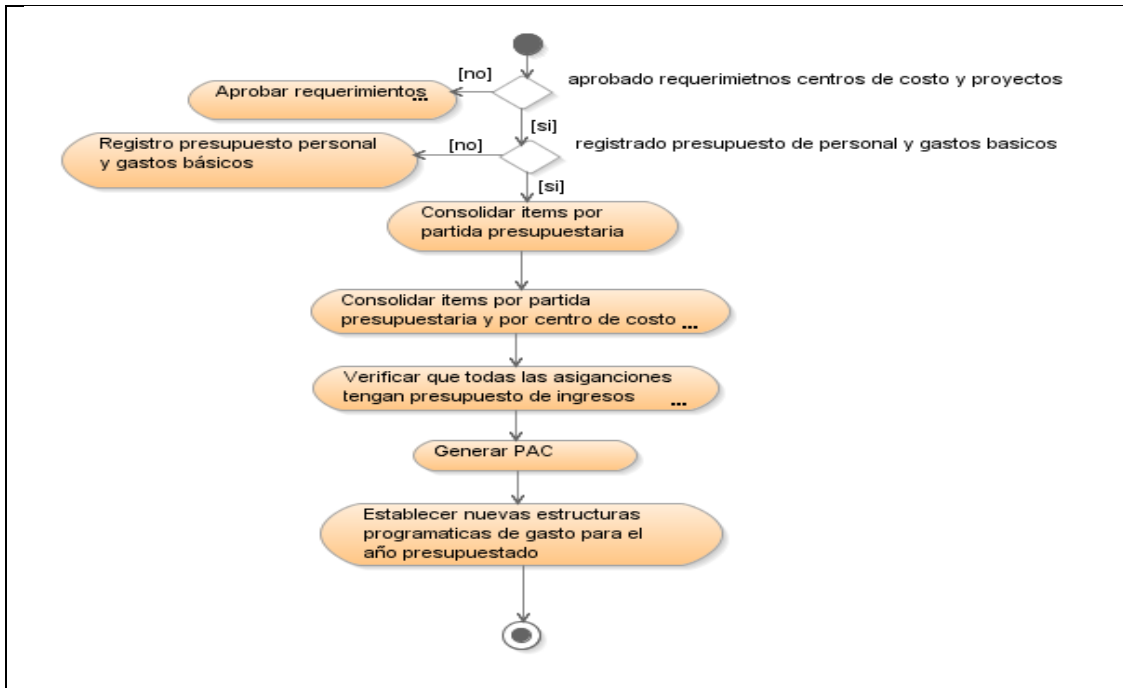 [no]
aprobado requerimietnos centros de costo y proyectos
Aprobar requerimientos
...
[si]
Registro presupuesto personal
y gastos básicos
[no]
registrado presupuesto de personal y gastos basicos
[si]
Consolidar items por
partida presupuestaria
Consolidar items por partida
presupuestaria y por centro de costo ...
Verificar que todas las asiganciones
tengan presupuesto de ingresos ...
Generar PAC
Establecer nuevas estructuras
programaticas de gasto para el
año presupuestado